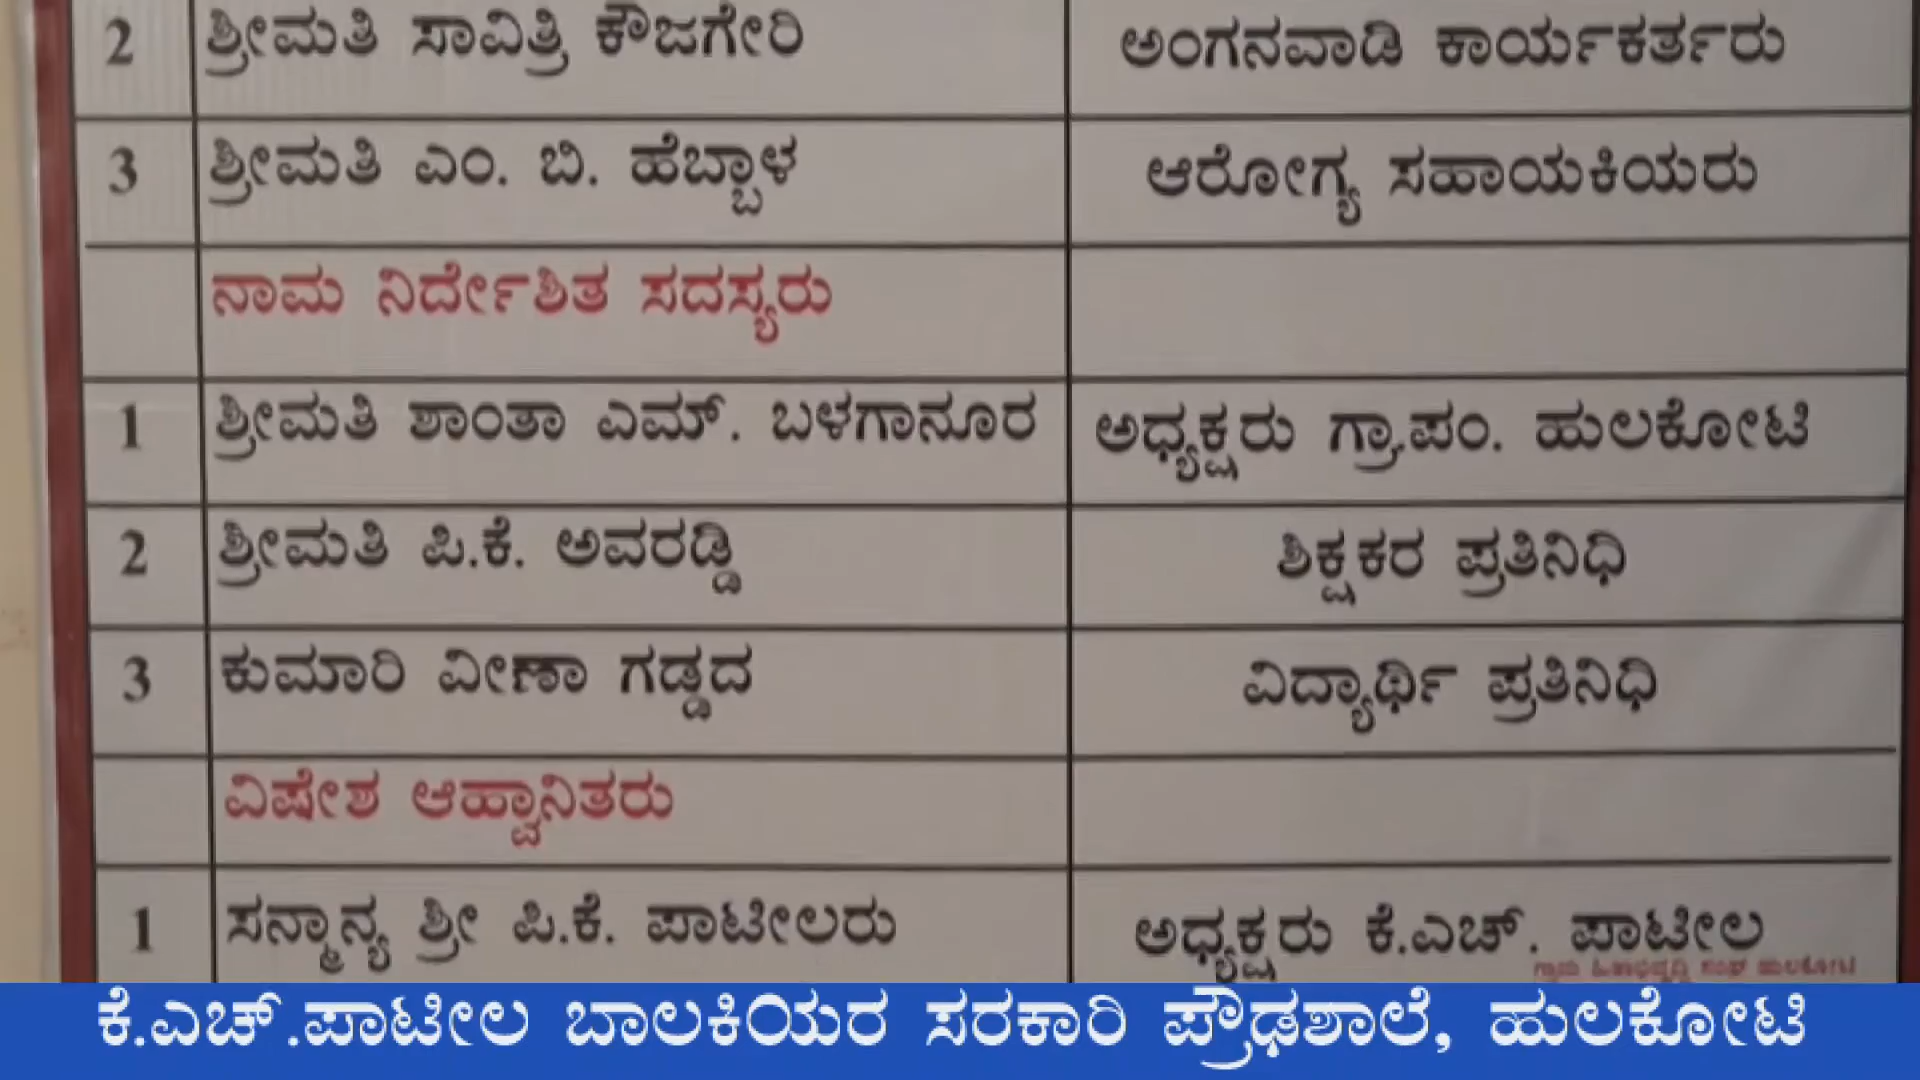 2 ಶ್ರೀಮತಿ ಸಾವಿತ್ರಿ ಕೌಜಗೇರಿ ಅಂಗನವಾಡಿ ಕಾರ್ಯಕರ್ತರು
3 ಶ್ರೀಮತಿ ಎಂ. ಬಿ. ಹೆಬ್ಬಾಳ ಆರೋಗ್ಯ ಸಹಾಯಕಿಯರು
ನಾಮ ನಿರ್ದೇಶಿತ ಸದಸ್ಯರು
1 ಶ್ರೀಮತಿ ಶಾಂತಾ ಎಮ್. ಬಳಗಾನೂರ ಅಧ್ಯಕ್ಷರು ಗ್ರಾ.ಪಂ. ಹುಲಕೋಟಿ
2 ಶ್ರೀಮತಿ ಪಿ.ಕೆ. ಅವರಡ್ಡಿ ಶಿಕ್ಷಕರ ಪ್ರತಿನಿಧಿ
3 ಕುಮಾರಿ ವೀಣಾ ಗಡ್ಡದ ವಿದ್ಯಾರ್ಥಿ ಪ್ರತಿನಿಧಿ
ವಿಷೇಶ ಆಹ್ವಾನಿತರು
1 ಸನ್ಮಾನ್ಯ ಶ್ರೀ ಪಿ.ಕೆ. ಪಾಟೀಲರು ಅಧ್ಯಕ್ಷರು ಕೆ.ಎಚ್. ಪಾಟೀಲ
ಗ್ರಾಮ ಹಿತಾಭಿವೃದ್ಧಿ ಸಂಘ ಹುಲಕೋಟಿ
ಕೆ.ಎಚ್.ಪಾಟೀಲ ಬಾಲಕಿಯರ ಸರಕಾರಿ ಪ್ರೌಢಶಾಲೆ, ಹುಲಕೋಟಿ